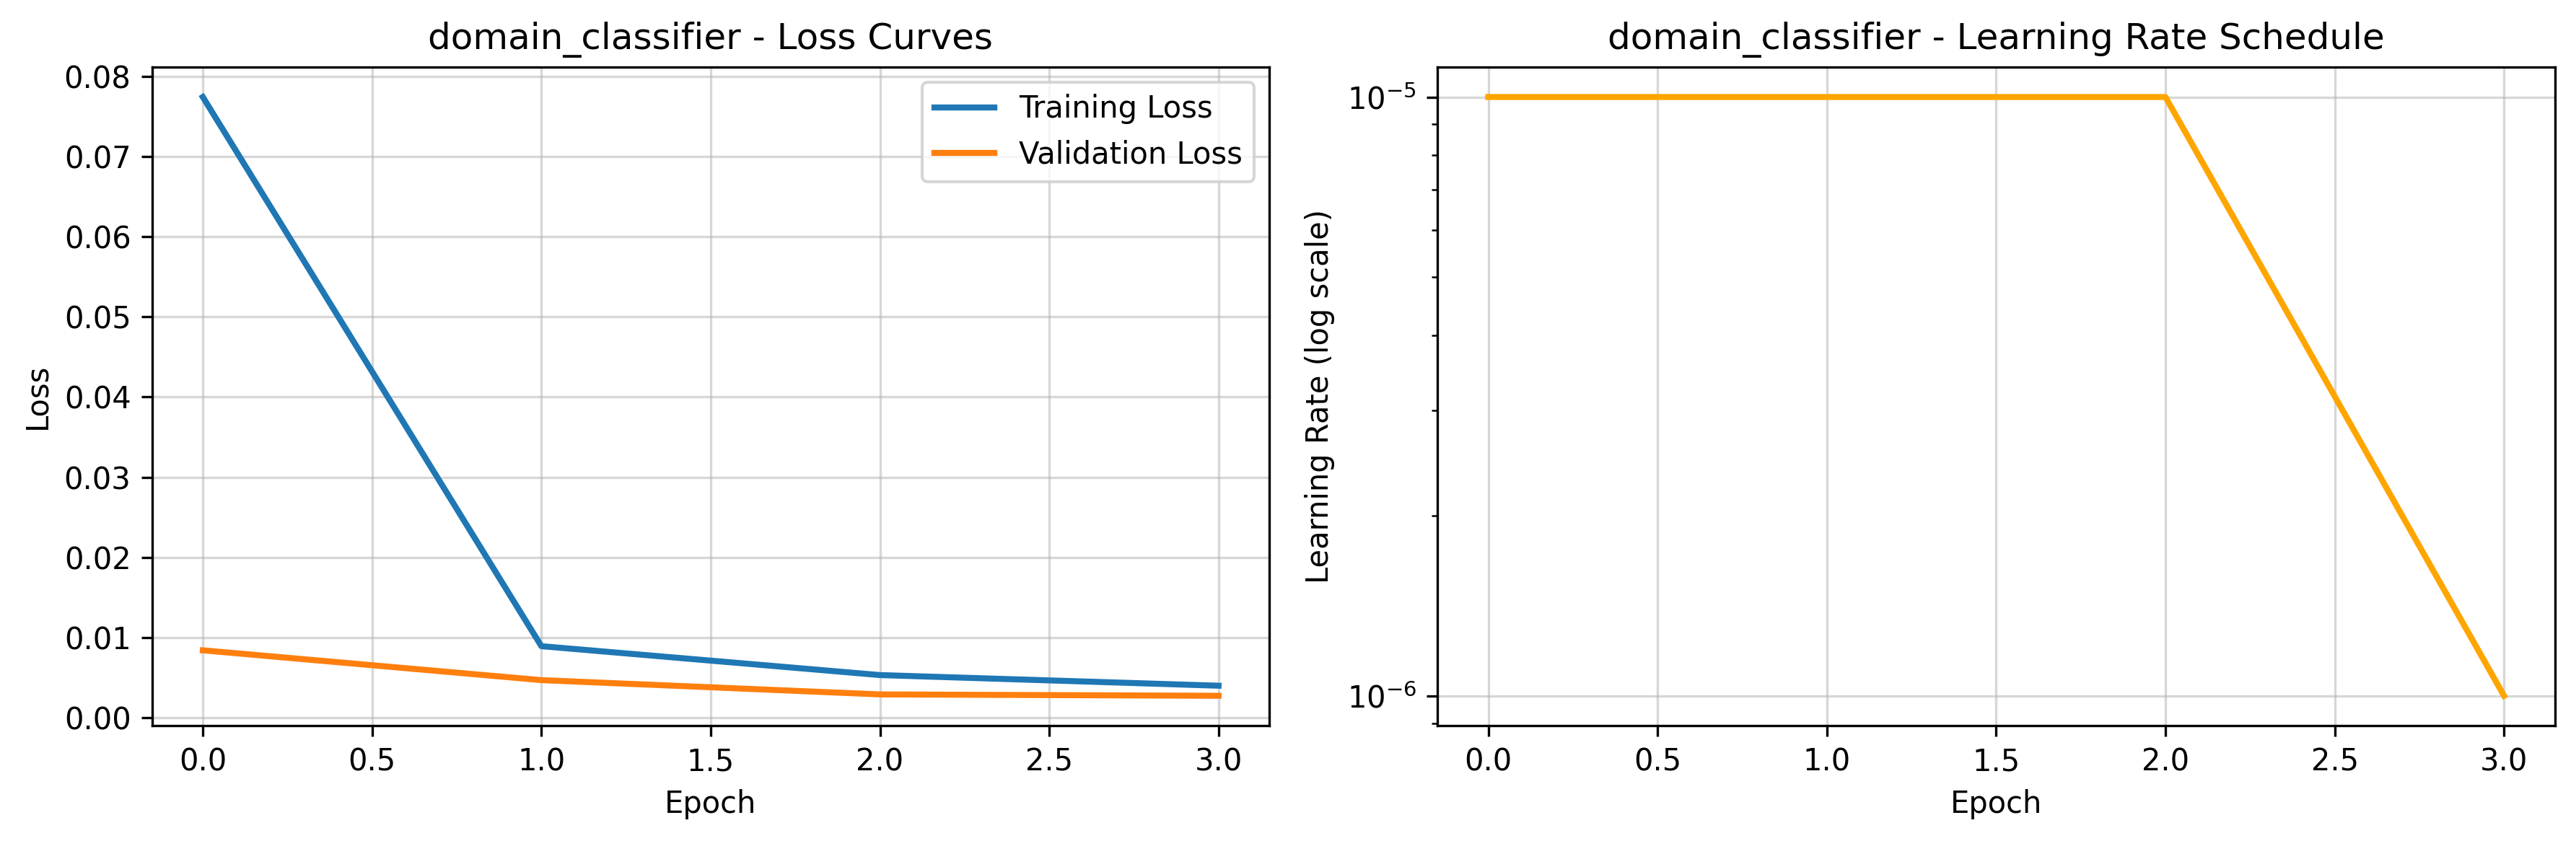 domain_classifier - Loss Curves
0.08
0.07
0.06
0.05
0.04
0.03
0.02
0.01
0.00
Loss
Training Loss
Validation Loss
0.0 0.5 1.0 1.5 2.0 2.5 3.0
Epoch
domain_classifier - Learning Rate Schedule
10⁻⁵
10⁻⁶
Learning Rate (log scale)
0.0 0.5 1.0 1.5 2.0 2.5 3.0
Epoch